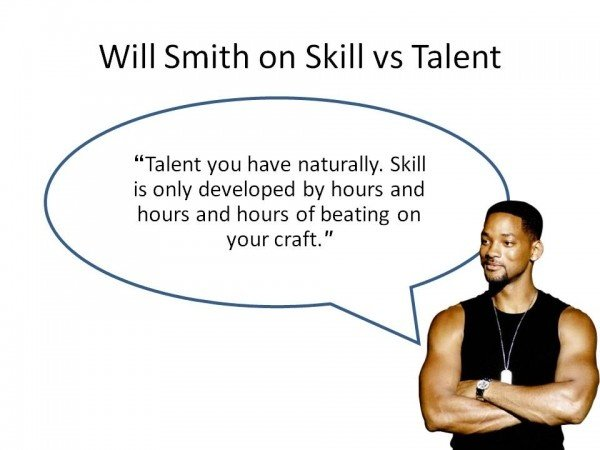 Will Smith on Skill vs Talent
“Talent you have naturally. Skill
is only developed by hours and
hours and hours of beating on
your craft.”